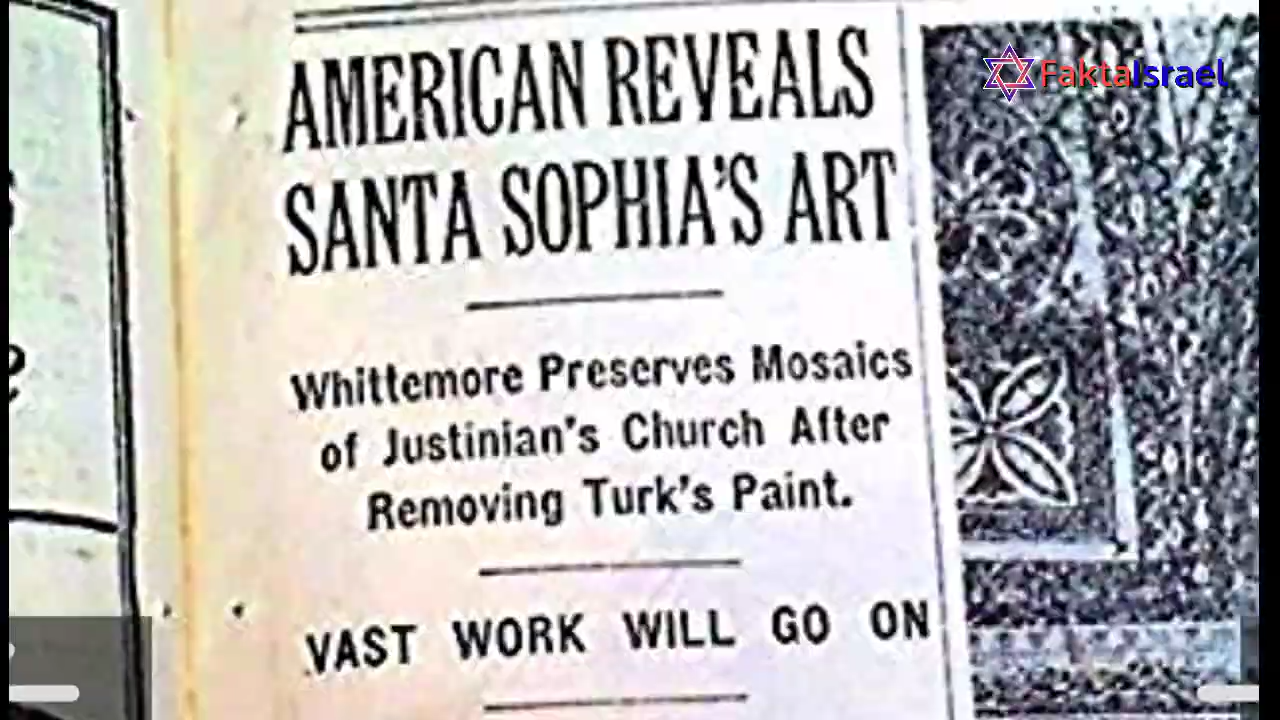 FaktaIsrael
AMERICAN REVEALS
SANTA SOPHIA'S ART
Whittemore Preserves Mosaics
of Justinian's Church After
Removing Turk's Paint.
VAST WORK WILL GO ON